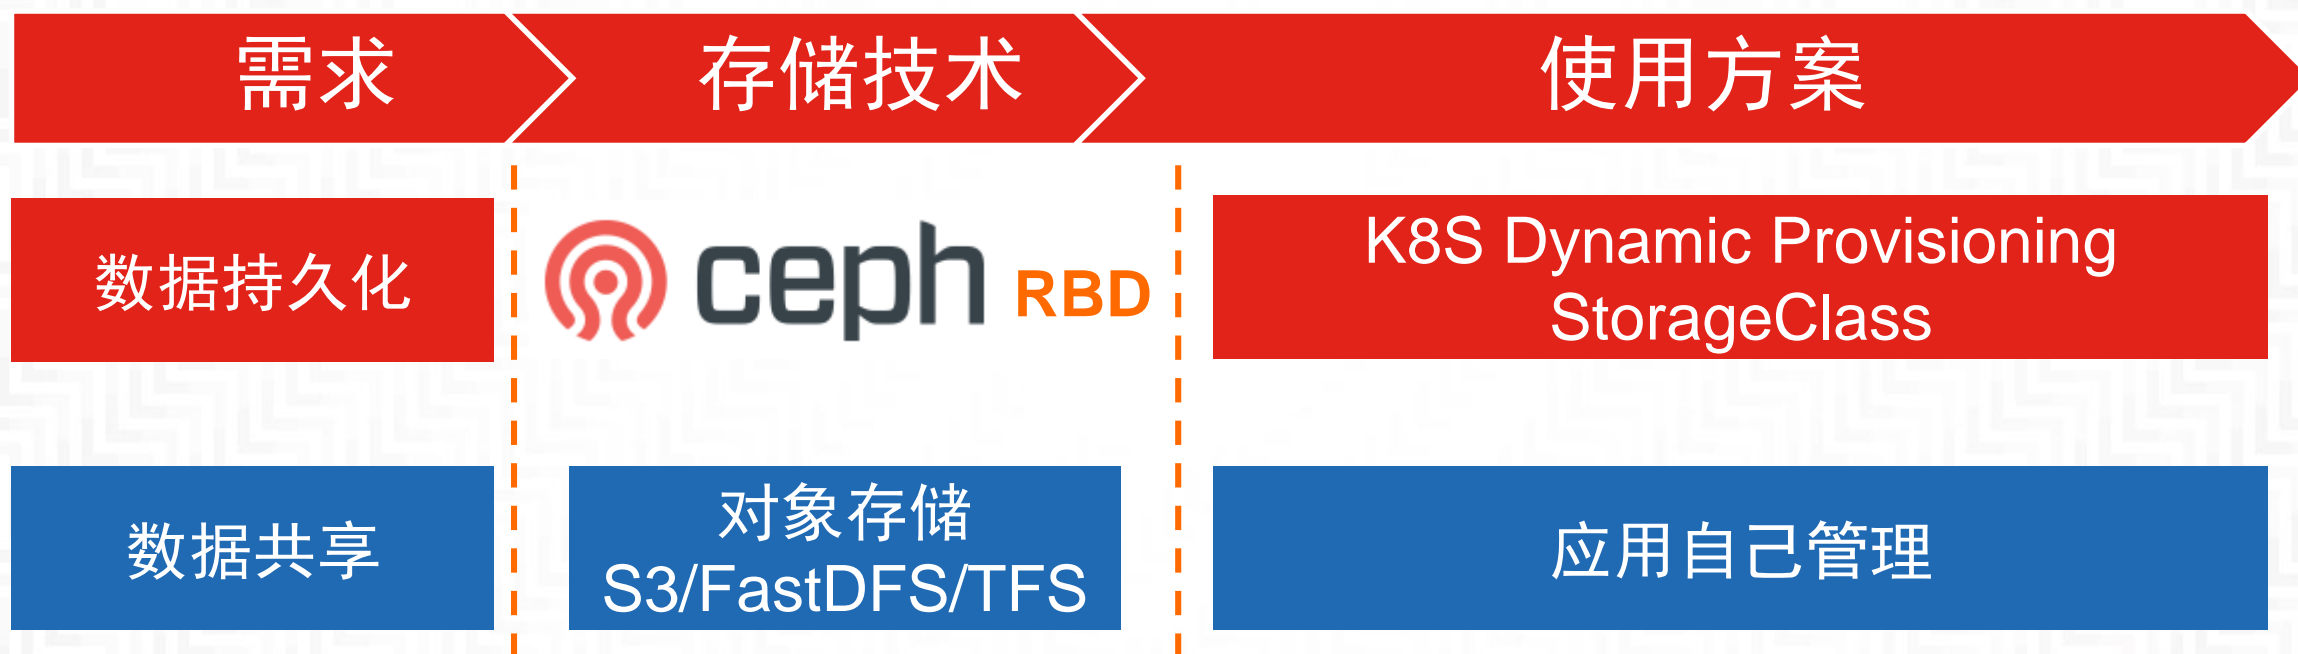 需求
存储技术
使用方案
数据持久化
ceph RBD
K8S Dynamic Provisioning
StorageClass
数据共享
对象存储
S3/FastDFS/TFS
应用自己管理